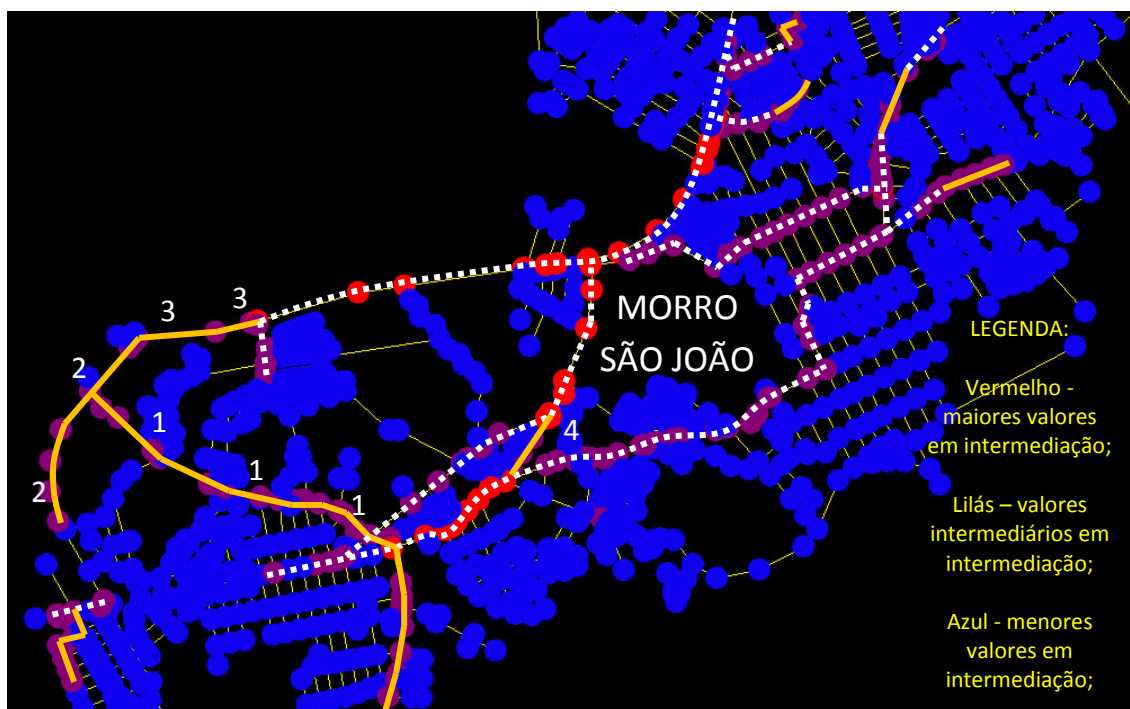 3
3
MORRO
SÃO JOÃO
2
1
4
1
2
1
LEGENDA:
Vermelho -
maiores valores
em intermediação;
Lilás – valores
intermediários em
intermediação;
Azul - menores
valores em
intermediação;